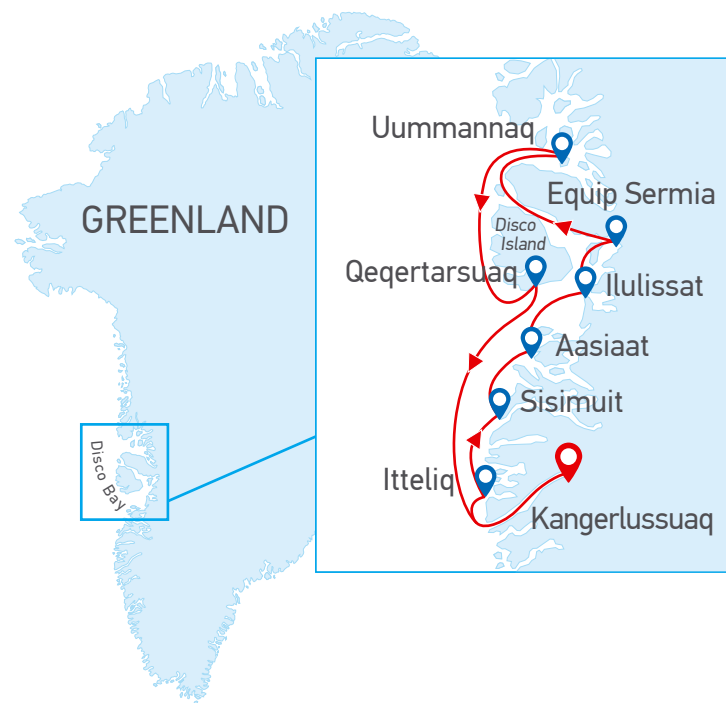 GREENLAND
Disco Bay
Uummannaq
Equip Sermia
Disco
Island
Qeqertarsuaq
Ilulissat
Aasiaat
Sisimuit
Itteliq
Kangerlussuaq